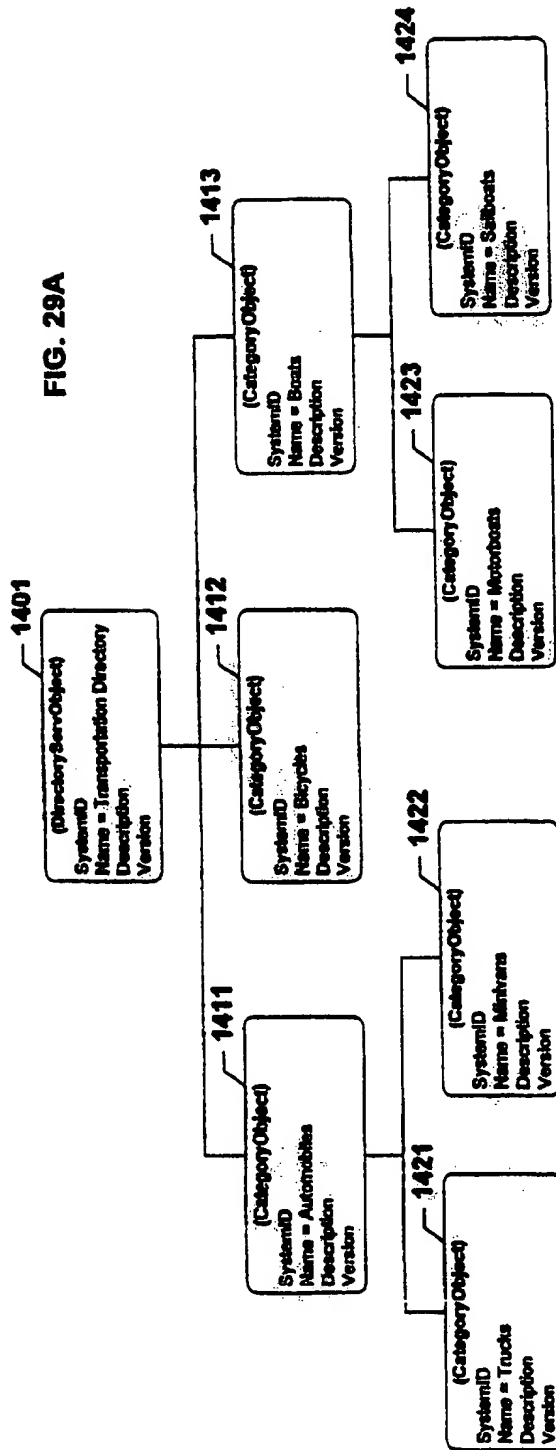 FIG. 29A
1401
(DirectoryServObject)
SystemID
Name = Transportation Directory
Description
Version
1411
(CategoryObject)
SystemID
Name = Automobiles
Description
Version
1412
(CategoryObject)
SystemID
Name = Bicycles
Description
Version
1413
(CategoryObject)
SystemID
Name = Boats
Description
Version
1421
(CategoryObject)
SystemID
Name = Trucks
Description
Version
1422
(CategoryObject)
SystemID
Name = Minivans
Description
Version
1423
(CategoryObject)
SystemID
Name = Motorboats
Description
Version
1424
(CategoryObject)
SystemID
Name = Sailboats
Description
Version